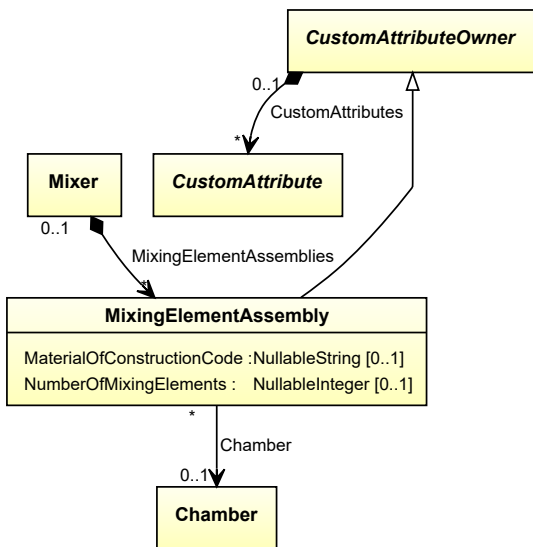 CustomAttributeOwner
0..1
CustomAttributes
*
Mixer
CustomAttribute
0..1
MixingElementAssemblies
*
MixingElementAssembly
MaterialOfConstructionCode :NullableString [0..1]
NumberOfMixingElements : NullableInteger [0..1]
*
Chamber
0..1
Chamber